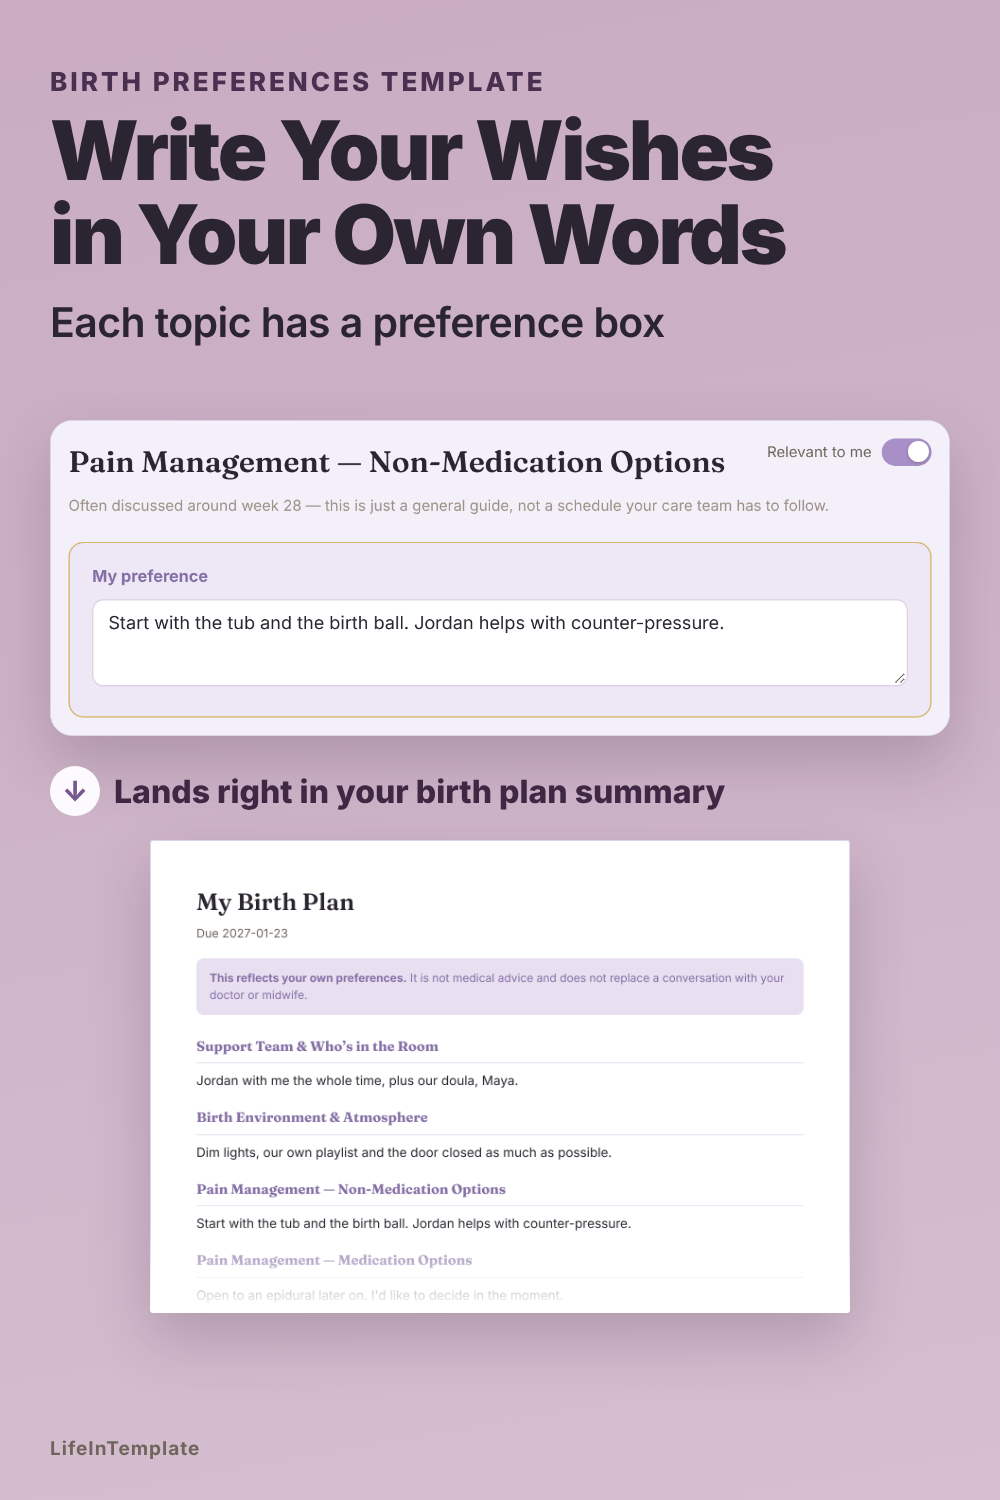 BIRTH PREFERENCES TEMPLATE
Write Your Wishes
in Your Own Words
Each topic has a preference box
Pain Management — Non-Medication Options
Relevant to me
Often discussed around week 28 — this is just a general guide, not a schedule your care team has to follow.
My preference
Start with the tub and the birth ball. Jordan helps with counter-pressure.
Lands right in your birth plan summary
My Birth Plan
Due 2027-01-23
This reflects your own preferences. It is not medical advice and does not replace a conversation with your
doctor or midwife.
Support Team & Who’s in the Room
Jordan with me the whole time, plus our doula, Maya.
Birth Environment & Atmosphere
Dim lights, our own playlist and the door closed as much as possible.
Pain Management — Non-Medication Options
Start with the tub and the birth ball. Jordan helps with counter-pressure.
Pain Management — Medication Options
Open to an epidural later on. I'd like to decide in the moment.
LifeInTemplate